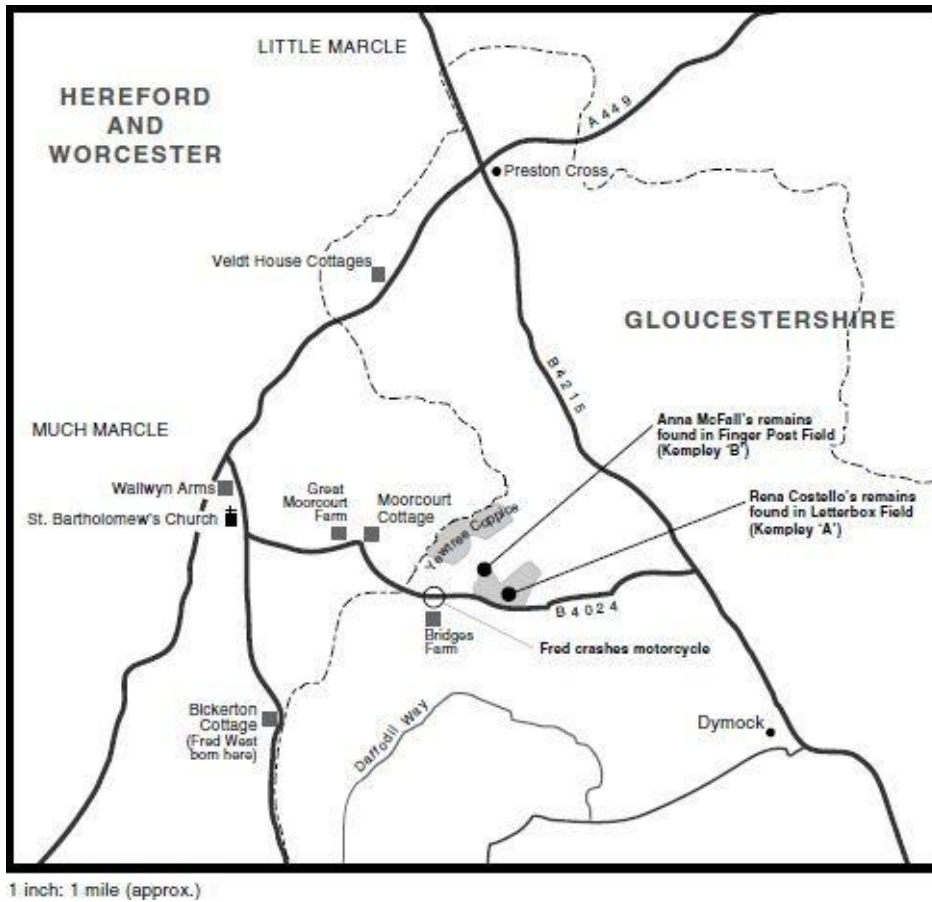 LITTLE MARCLE
HEREFORD
AND
WORCESTER
A449
Preston Cross
Veldt House Cottages
GLOUCESTERSHIRE
B4215
MUCH MARCLE
Anna McFall's remains
found in Finger Post Field
(Kempley 'B')
Wallwyn Arms
Great
Moorcourt
Farm
Moorcourt
Cottage
Rena Costello's remains
found in Letterbox Field
(Kempley 'A')
St. Bartholomew's Church
Yewtree Coppice
B4024
Bridges
Farm
Fred crashes motorcycle
Bickerton
Cottage
(Fred West
born here)
Daffodil Way
Dymock
1 inch: 1 mile (approx.)